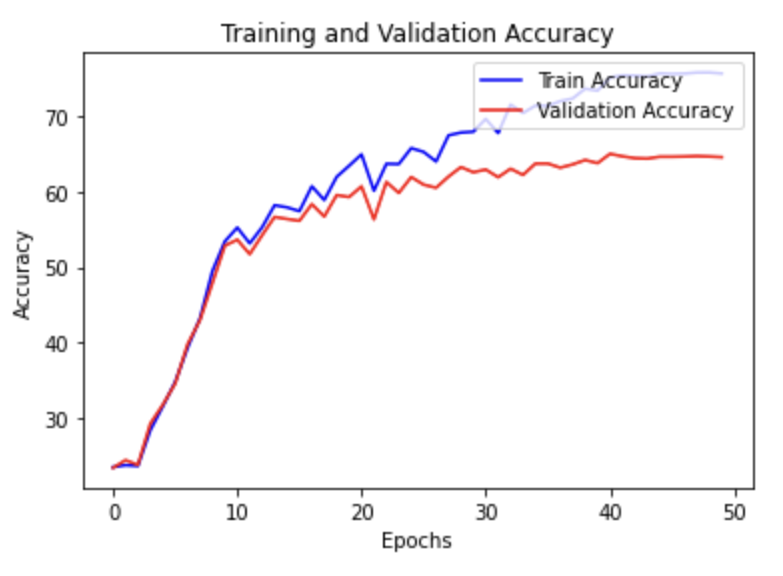 Training and Validation Accuracy
Train Accuracy
Validation Accuracy
70
60
50
40
30
Accuracy
0 10 20 30 40 50
Epochs